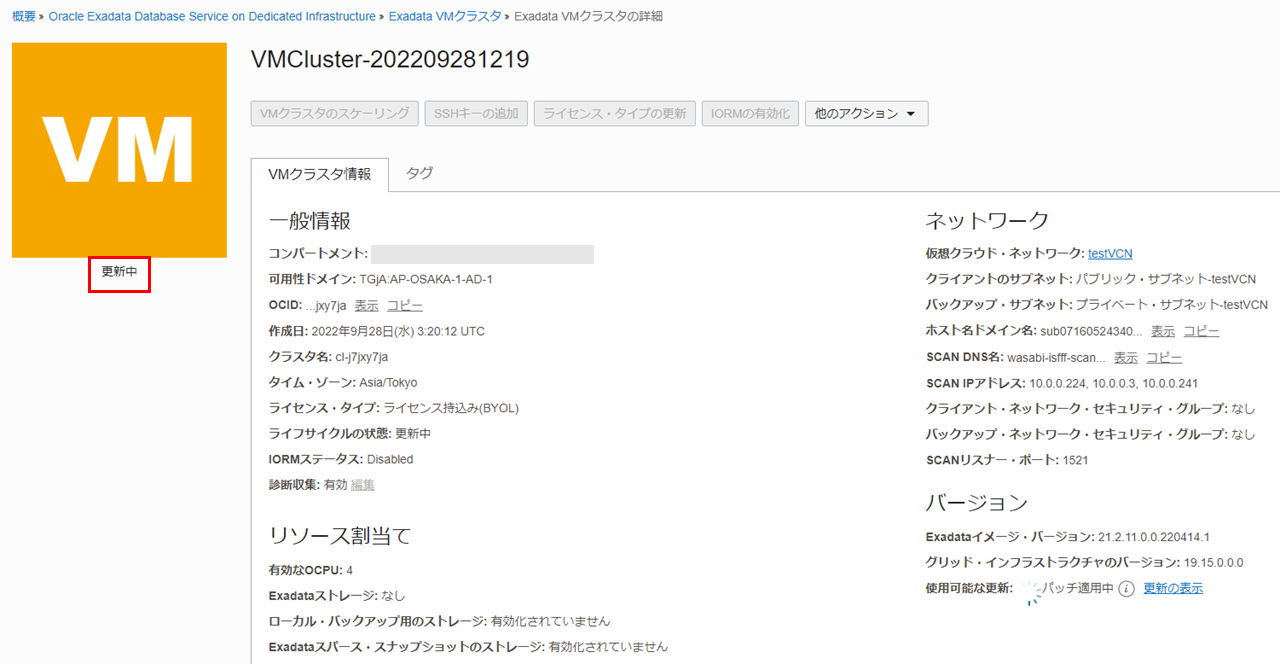 概要 » Oracle Exadata Database Service on Dedicated Infrastructure » Exadata VMクラスタ » Exadata VMクラスタの詳細
VM
更新中
VMCluster-202209281219
VMクラスタのスケーリング SSHキーの追加 ライセンス・タイプの更新 IORMの有効化 他のアクション
VMクラスタ情報 タグ
一般情報
コンパートメント:
可用性ドメイン: TGjA:AP-OSAKA-1-AD-1
OCID: ...jxy7ja 表示 コピー
作成日: 2022年9月28日(水) 3:20:12 UTC
クラスタ名: cl-j7jxy7ja
タイム・ゾーン: Asia/Tokyo
ライセンス・タイプ: ライセンス持込み(BYOL)
ライフサイクルの状態: 更新中
IORMステータス: Disabled
診断収集: 有効 編集
リソース割当て
有効なOCPU: 4
Exadataストレージ: なし
ローカル・バックアップ用のストレージ: 有効化されていません
Exadataスパース・スナップショットのストレージ: 有効化されていません
ネットワーク
仮想クラウド・ネットワーク: testVCN
クライアントのサブネット: パブリック・サブネット-testVCN
バックアップ・サブネット: プライベート・サブネット-testVCN
ホスト名ドメイン名: sub07160524340... 表示 コピー
SCAN DNS名: wasabi-isfff-scan... 表示 コピー
SCAN IPアドレス: 10.0.0.224, 10.0.0.3, 10.0.0.241
クライアント・ネットワーク・セキュリティ・グループ: なし
バックアップ・ネットワーク・セキュリティ・グループ: なし
SCANリスナー・ポート: 1521
バージョン
Exadataイメージ・バージョン: 21.2.11.0.0.220414.1
グリッド・インフラストラクチャのバージョン: 19.15.0.0.0
使用可能な更新: パッチ適用中 i 更新の表示